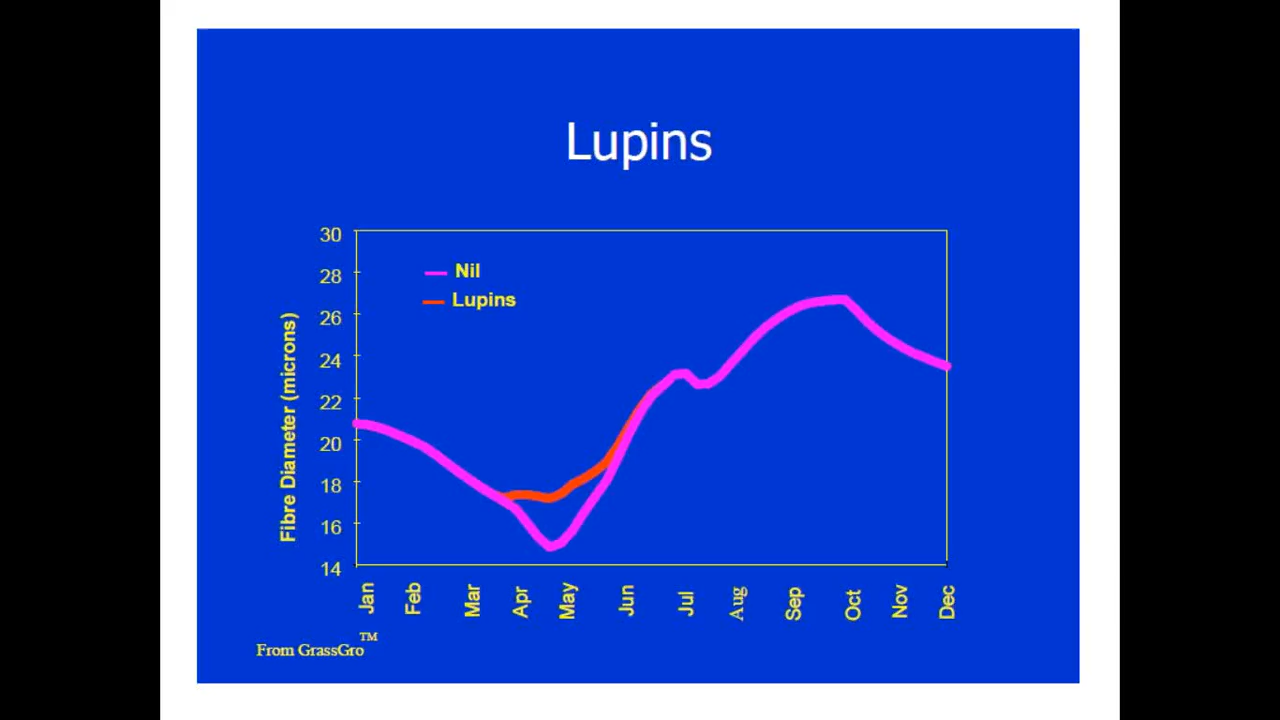 Lupins
30
28
26
24
22
20
18
16
14
Nil
Lupins
Fibre Diameter (microns)
Jan
Feb
Mar
Apr
May
Jun
Jul
Aug
Sep
Oct
Nov
Dec
From GrassGro™